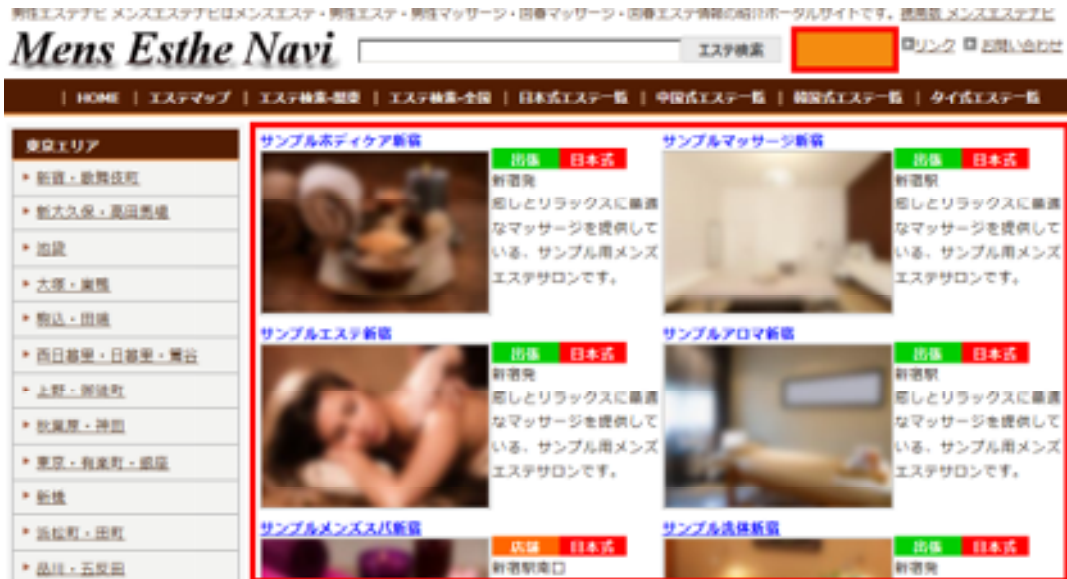 男性エステナビ メンズエステナビはメンズエステ・男性エステ・男性マッサージ・回春マッサージ・回春エステ情報の紹介ポータルサイトです。 携帯版 メンズエステナビ
Mens Esthe Navi エステ検索 リンク お問い合わせ
| HOME | エステマップ | エステ検索-関東 | エステ検索-全国 | 日本式エステ一覧 | 中国式エステ一覧 | 韓国式エステ一覧 | タイ式エステ一覧
東京エリア
新宿・歌舞伎町
新大久保・高田馬場
池袋
大塚・巣鴨
駒込・田端
西日暮里・日暮里・鶯谷
上野・御徒町
秋葉原・神田
東京・有楽町・銀座
新橋
浜松町・田町
品川・五反田
サンプルボディケア新宿
出張 日本式
新宿発
癒しとリラックスに最適
なマッサージを提供して
いる、サンプル用メンズ
エステサロンです。
サンプルマッサージ新宿
出張 日本式
新宿駅
癒しとリラックスに最適
なマッサージを提供して
いる、サンプル用メンズ
エステサロンです。
サンプルエステ新宿
出張 日本式
新宿発
癒しとリラックスに最適
なマッサージを提供して
いる、サンプル用メンズ
エステサロンです。
サンプルアロマ新宿
出張 日本式
新宿駅
癒しとリラックスに最適
なマッサージを提供して
いる、サンプル用メンズ
エステサロンです。
サンプルメンズスパ新宿
店舗 日本式
新宿駅南口
サンプル洗体新宿
出張 日本式
新宿発